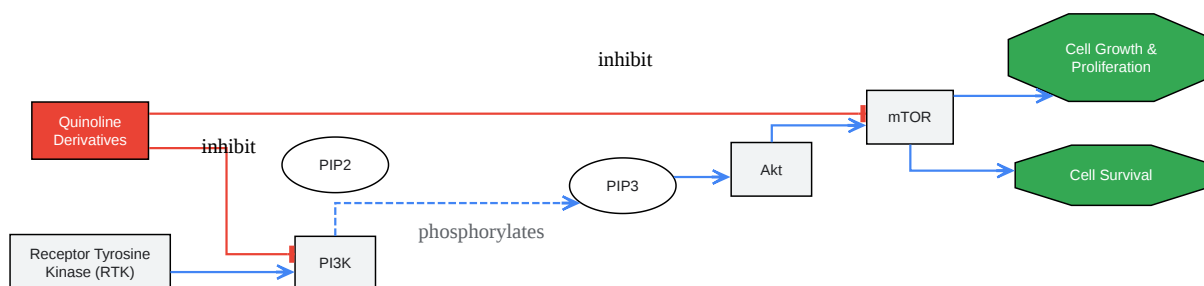 inhibit
Cell Growth &
Proliferation
Quinoline
Derivatives
mTOR
inhibit
PIP2
PIP3
Akt
Cell Survival
phosphorylates
Receptor Tyrosine
Kinase (RTK)
PI3K